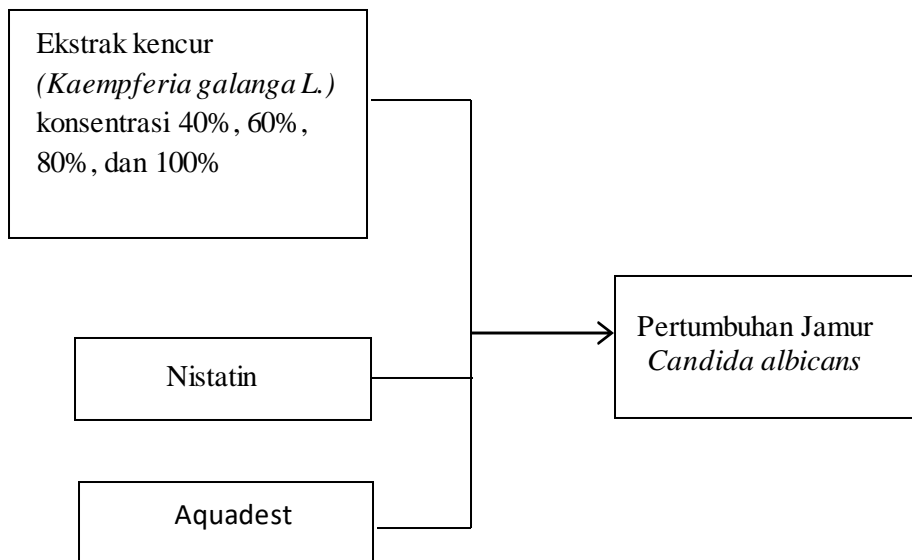 Ekstrak kencur
(Kaempferia galanga L.)
konsentrasi 40%, 60%,
80%, dan 100%
Nistatin
Aquadest
Pertumbuhan Jamur
Candida albicans